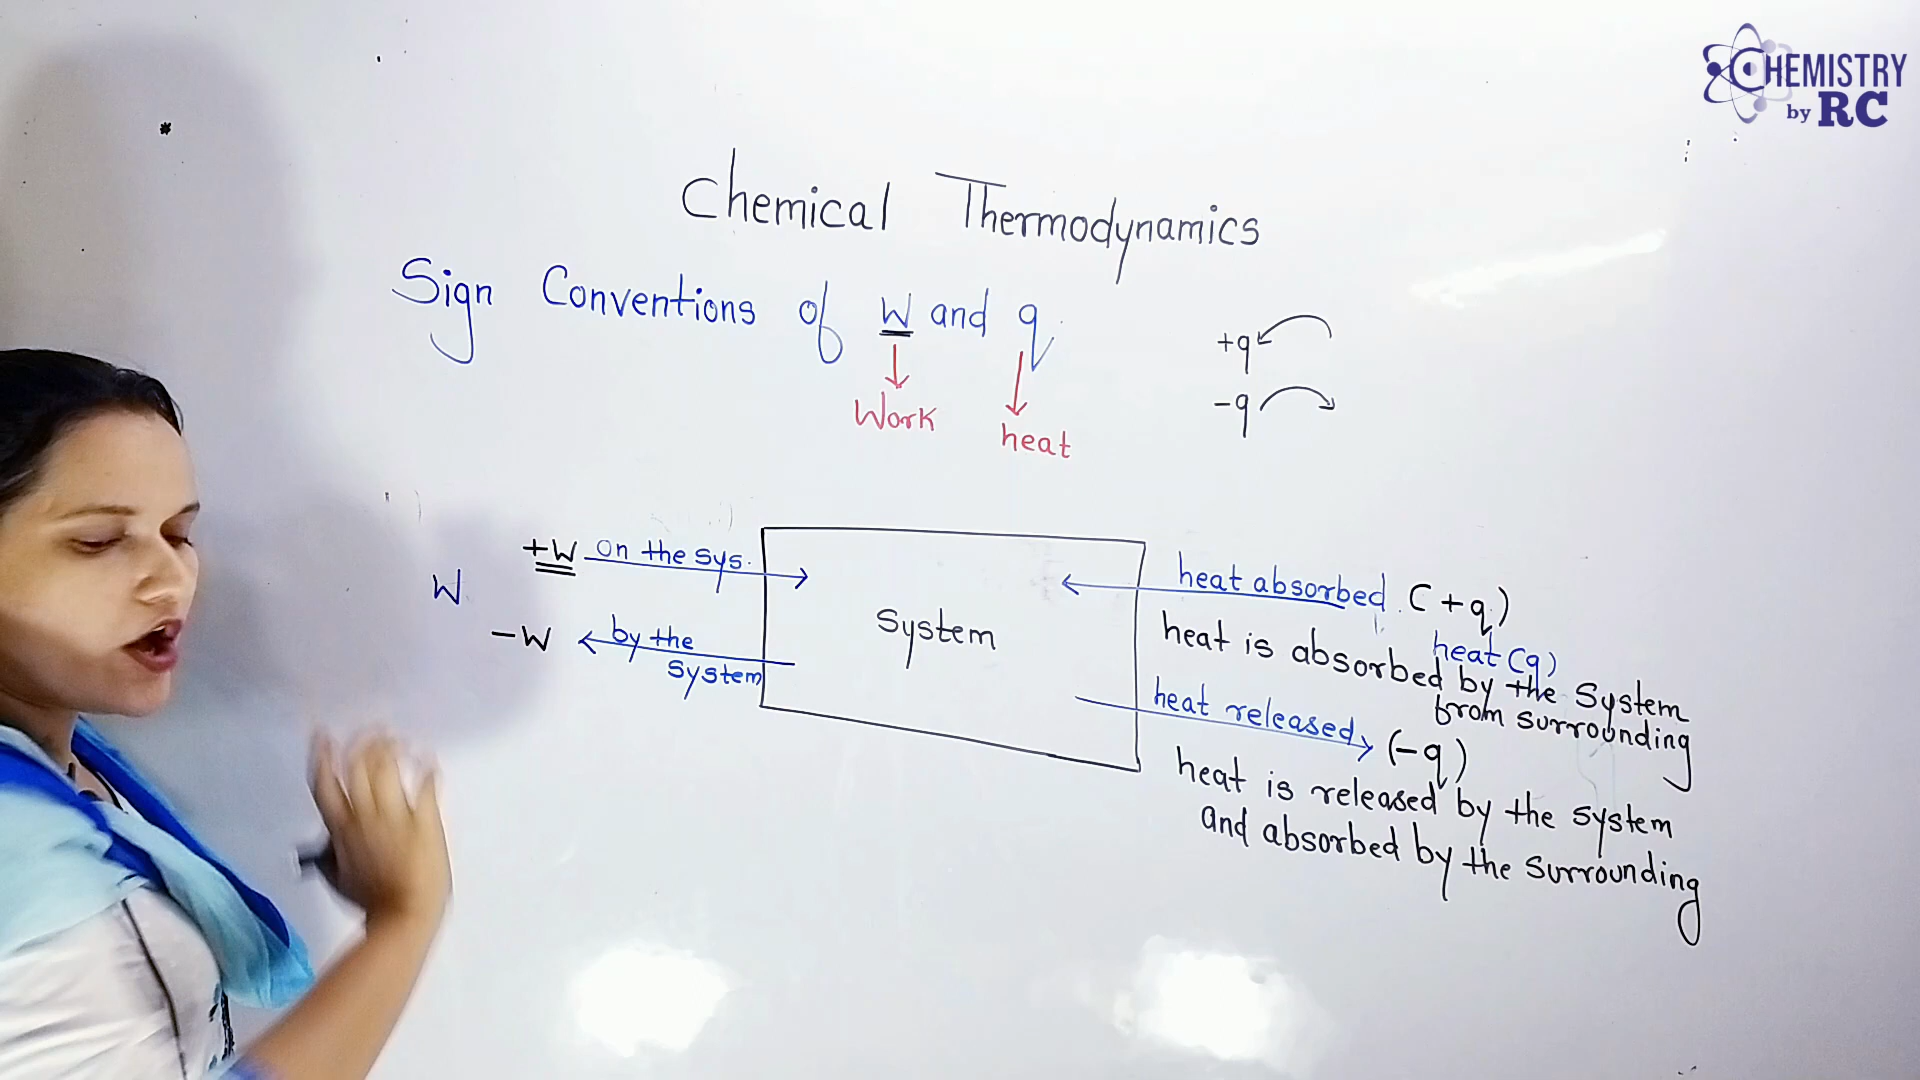 CHEMISTRY
by RC
Chemical Thermodynamics
Sign Conventions of W and q
+q
-q
Work
heat
+W on the sys.
W
-W by the
system
System
heat absorbed (+q)
heat (q)
heat is absorbed by the System
from surrounding
heat released (-q)
heat is released by the system
and absorbed by the surrounding